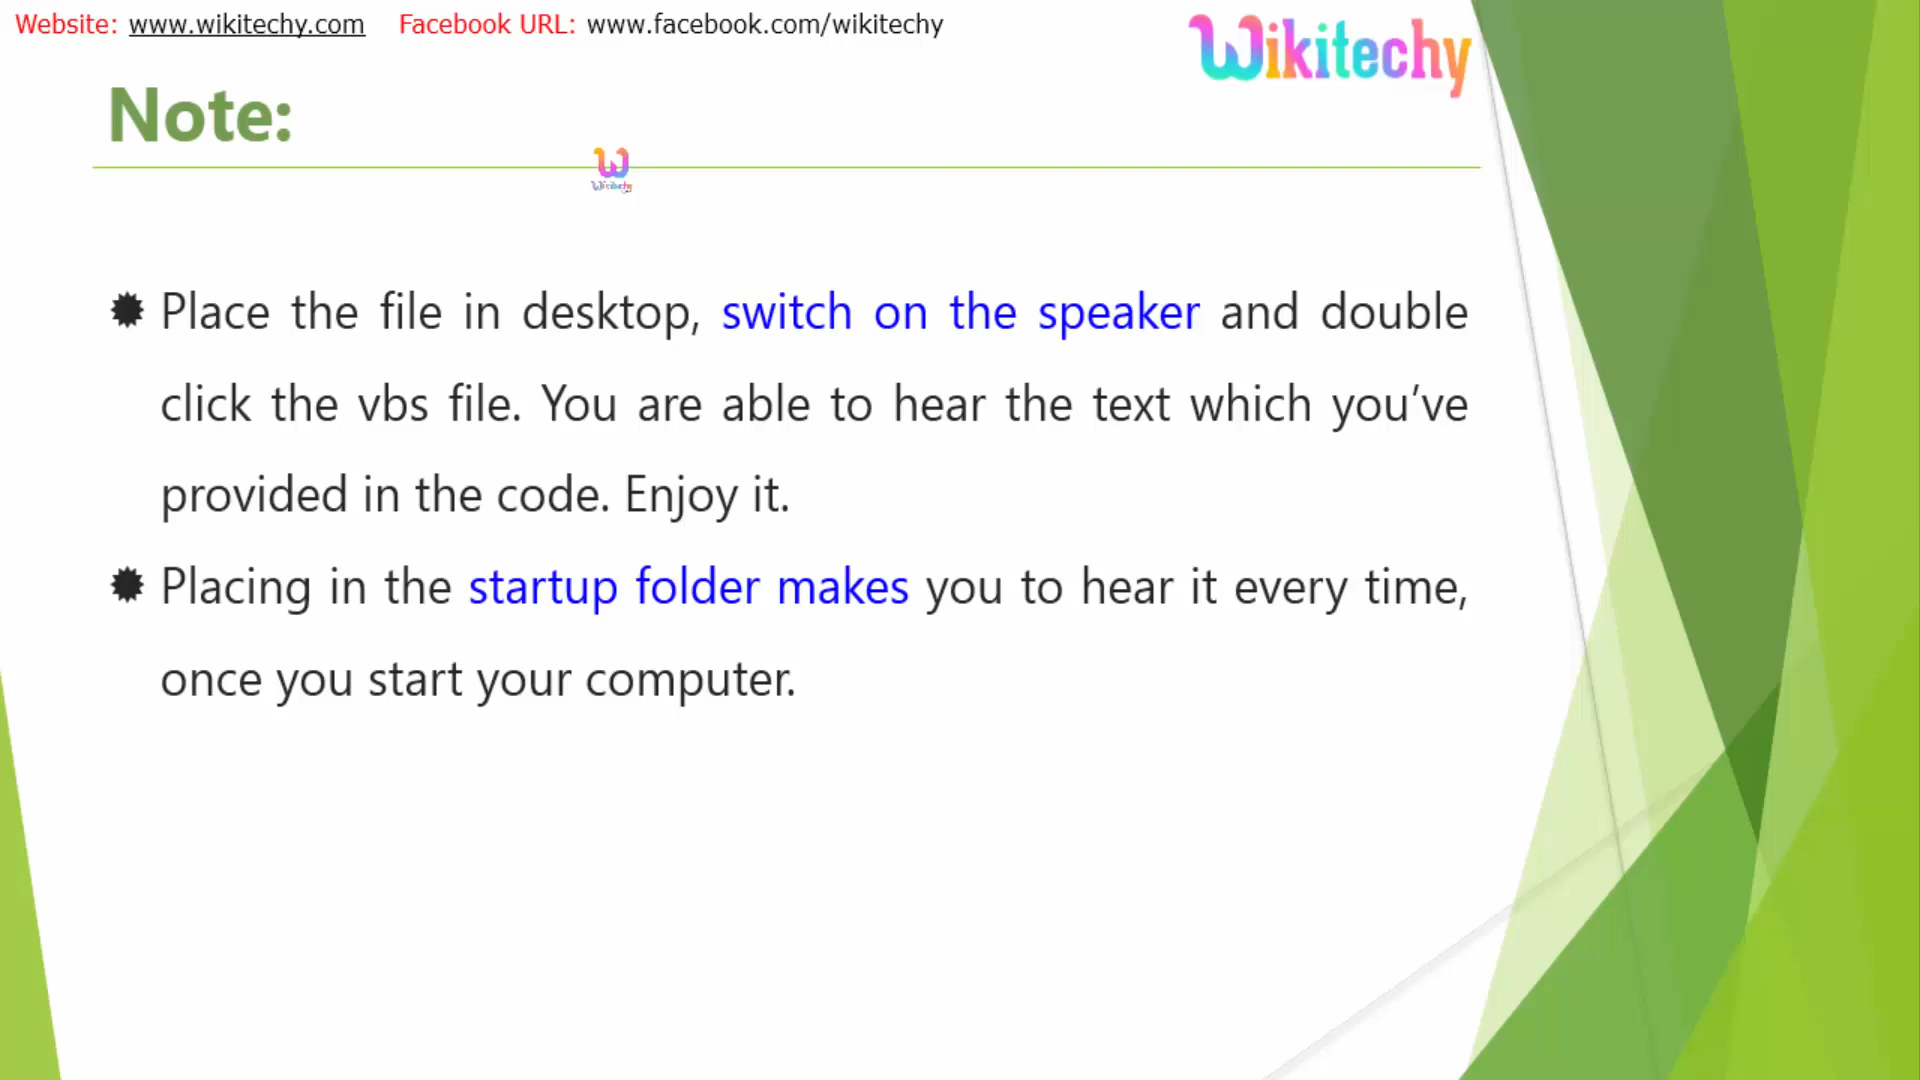 Website: www.wikitechy.com Facebook URL: www.facebook.com/wikitechy
Wikitechy
Note:
Wikitechy
Place the file in desktop, switch on the speaker and double
click the vbs file. You are able to hear the text which you’ve
provided in the code. Enjoy it.
Placing in the startup folder makes you to hear it every time,
once you start your computer.